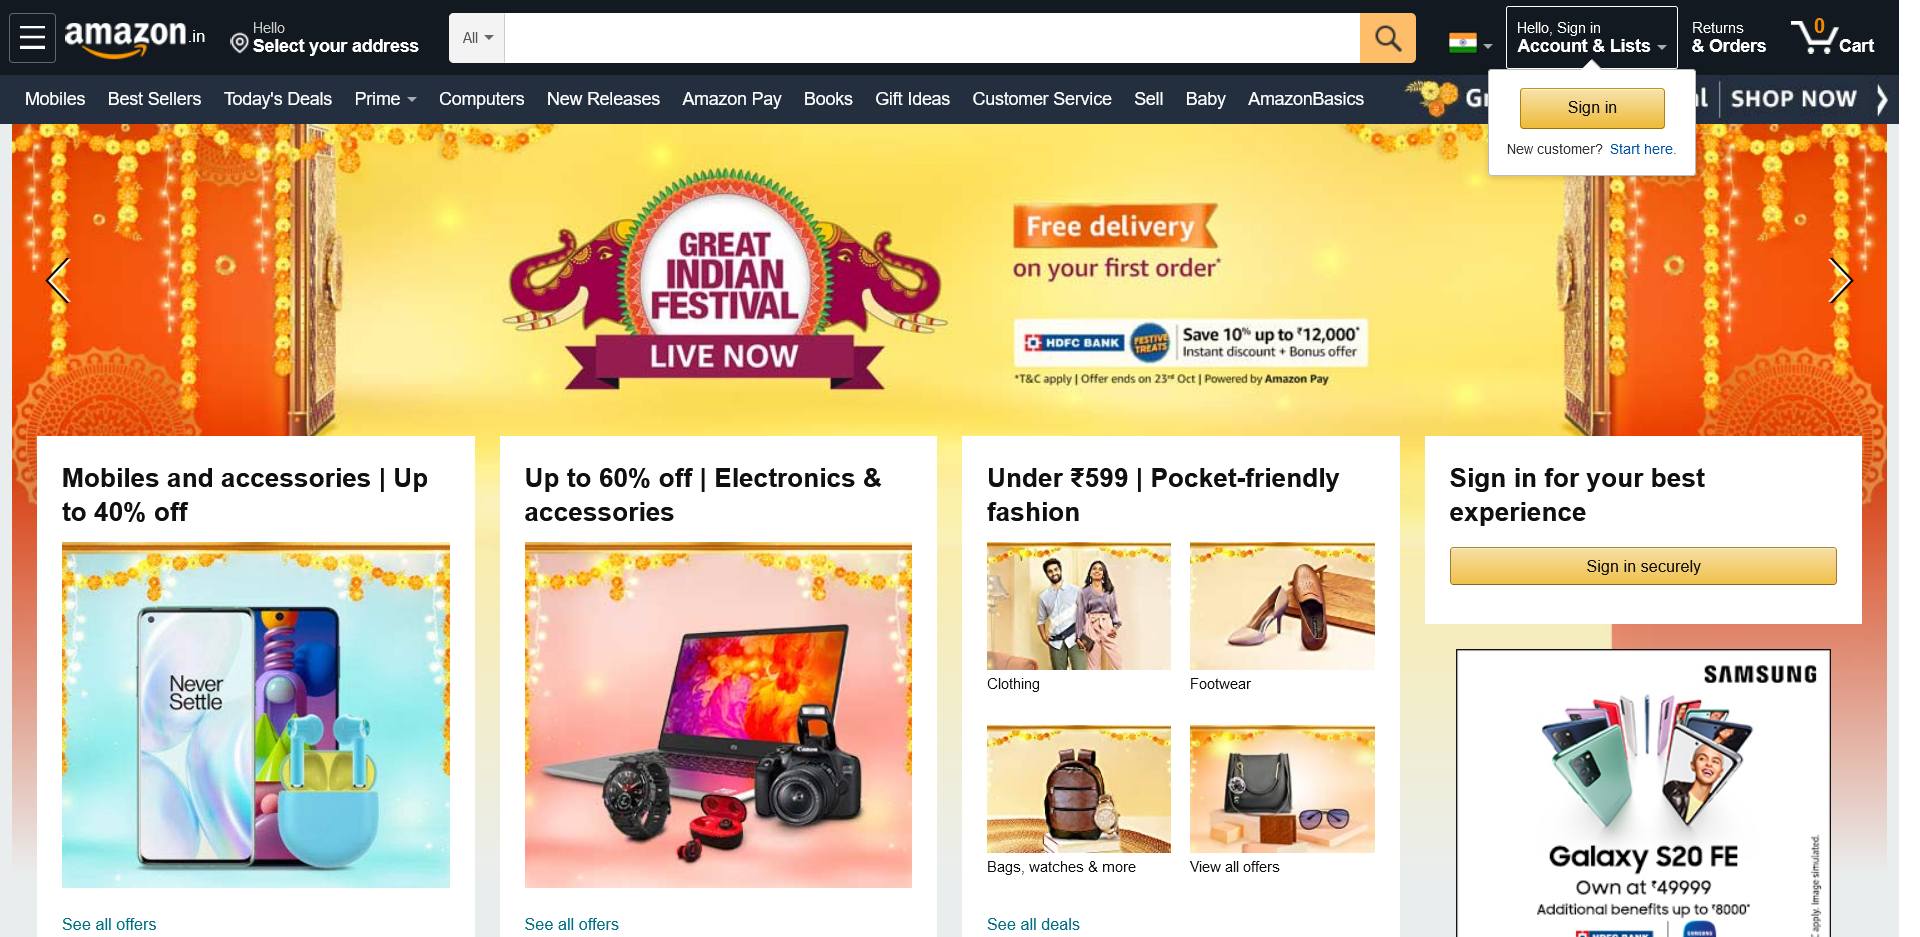 amazon.in
Hello
Select your address
All
Hello, Sign in
Account & Lists
Returns
& Orders
0
Cart
Mobiles
Best Sellers
Today's Deals
Prime
Computers
New Releases
Amazon Pay
Books
Gift Ideas
Customer Service
Sell
Baby
AmazonBasics
SHOP NOW
Sign in
New customer? Start here.
GREAT
INDIAN
FESTIVAL
LIVE NOW
Free delivery
on your first order*
HDFC BANK
FESTIVE
TREATS
Save 10% up to ₹12,000*
Instant discount + Bonus offer
*T&C apply | Offer ends on 23rd Oct | Powered by Amazon Pay
Mobiles and accessories | Up
to 40% off
Never
Settle
See all offers
Up to 60% off | Electronics &
accessories
Canon
See all offers
Under ₹599 | Pocket-friendly
fashion
Clothing
Footwear
Bags, watches & more
View all offers
See all deals
Sign in for your best
experience
Sign in securely
SAMSUNG
Galaxy S20 FE
Own at ₹49999
Additional benefits up to ₹8000*
HDFC BANK
SAMSUNG
apply. Image simulated.